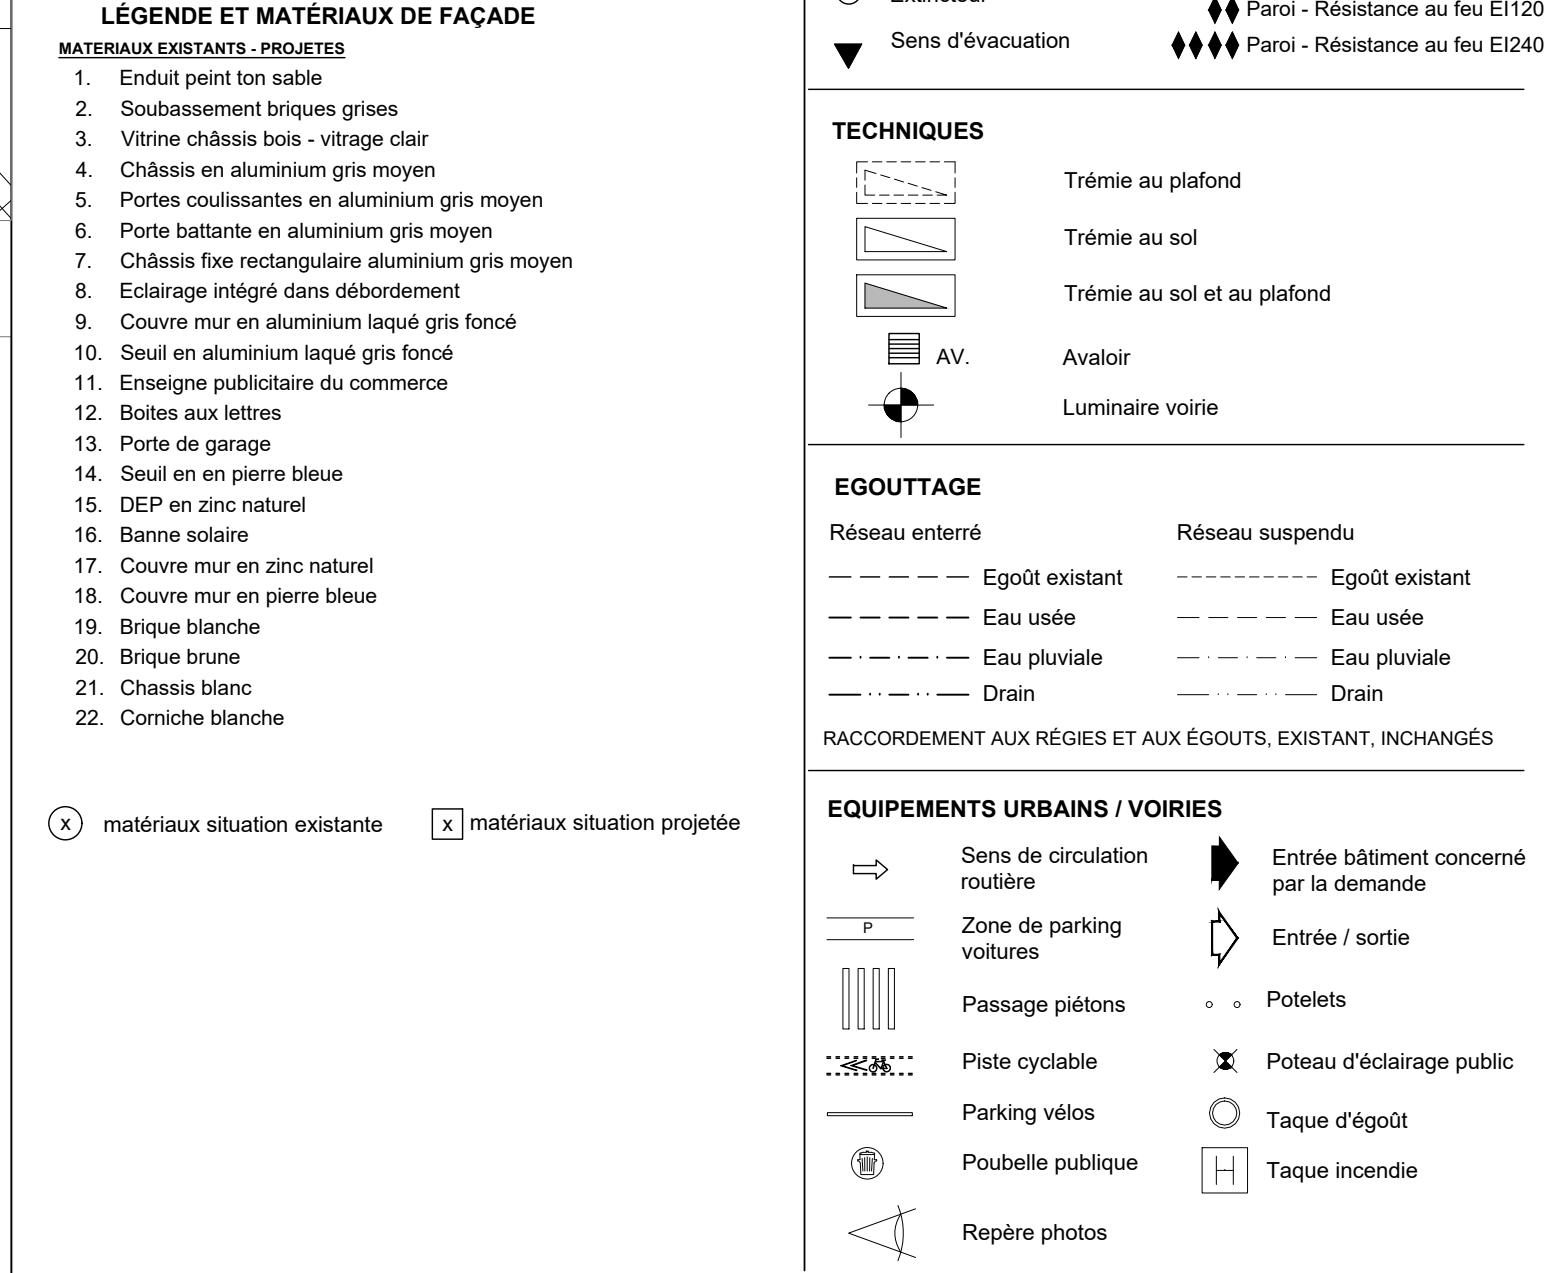 LÉGENDE ET MATÉRIAUX DE FAÇADE
MATERIAUX EXISTANTS - PROJETES
1. Enduit peint ton sable
2. Soubassement briques grises
3. Vitrine châssis bois - vitrage clair
4. Châssis en aluminium gris moyen
5. Portes coulissantes en aluminium gris moyen
6. Porte battante en aluminium gris moyen
7. Châssis fixe rectangulaire aluminium gris moyen
8. Eclairage intégré dans débordement
9. Couvre mur en aluminium laqué gris foncé
10. Seuil en aluminium laqué gris foncé
11. Enseigne publicitaire du commerce
12. Boites aux lettres
13. Porte de garage
14. Seuil en en pierre bleue
15. DEP en zinc naturel
16. Banne solaire
17. Couvre mur en zinc naturel
18. Couvre mur en pierre bleue
19. Brique blanche
20. Brique brune
21. Chassis blanc
22. Corniche blanche
x matériaux situation existante
x matériaux situation projetée
Extincteur
Paroi - Résistance au feu EI120
Sens d'évacuation
Paroi - Résistance au feu EI240
TECHNIQUES
Trémie au plafond
Trémie au sol
Trémie au sol et au plafond
AV. Avaloir
Luminaire voirie
EGOUTTAGE
Réseau enterré
Réseau suspendu
Egoût existant
Egoût existant
Eau usée
Eau usée
Eau pluviale
Eau pluviale
Drain
Drain
RACCORDEMENT AUX RÉGIES ET AUX ÉGOUTS, EXISTANT, INCHANGÉS
EQUIPEMENTS URBAINS / VOIRIES
Sens de circulation
routière
Entrée bâtiment concerné
par la demande
P
Zone de parking
voitures
Entrée / sortie
Passage piétons
Potelets
Piste cyclable
Poteau d'éclairage public
Parking vélos
Taque d'égoût
Poubelle publique
H
Taque incendie
Repère photos